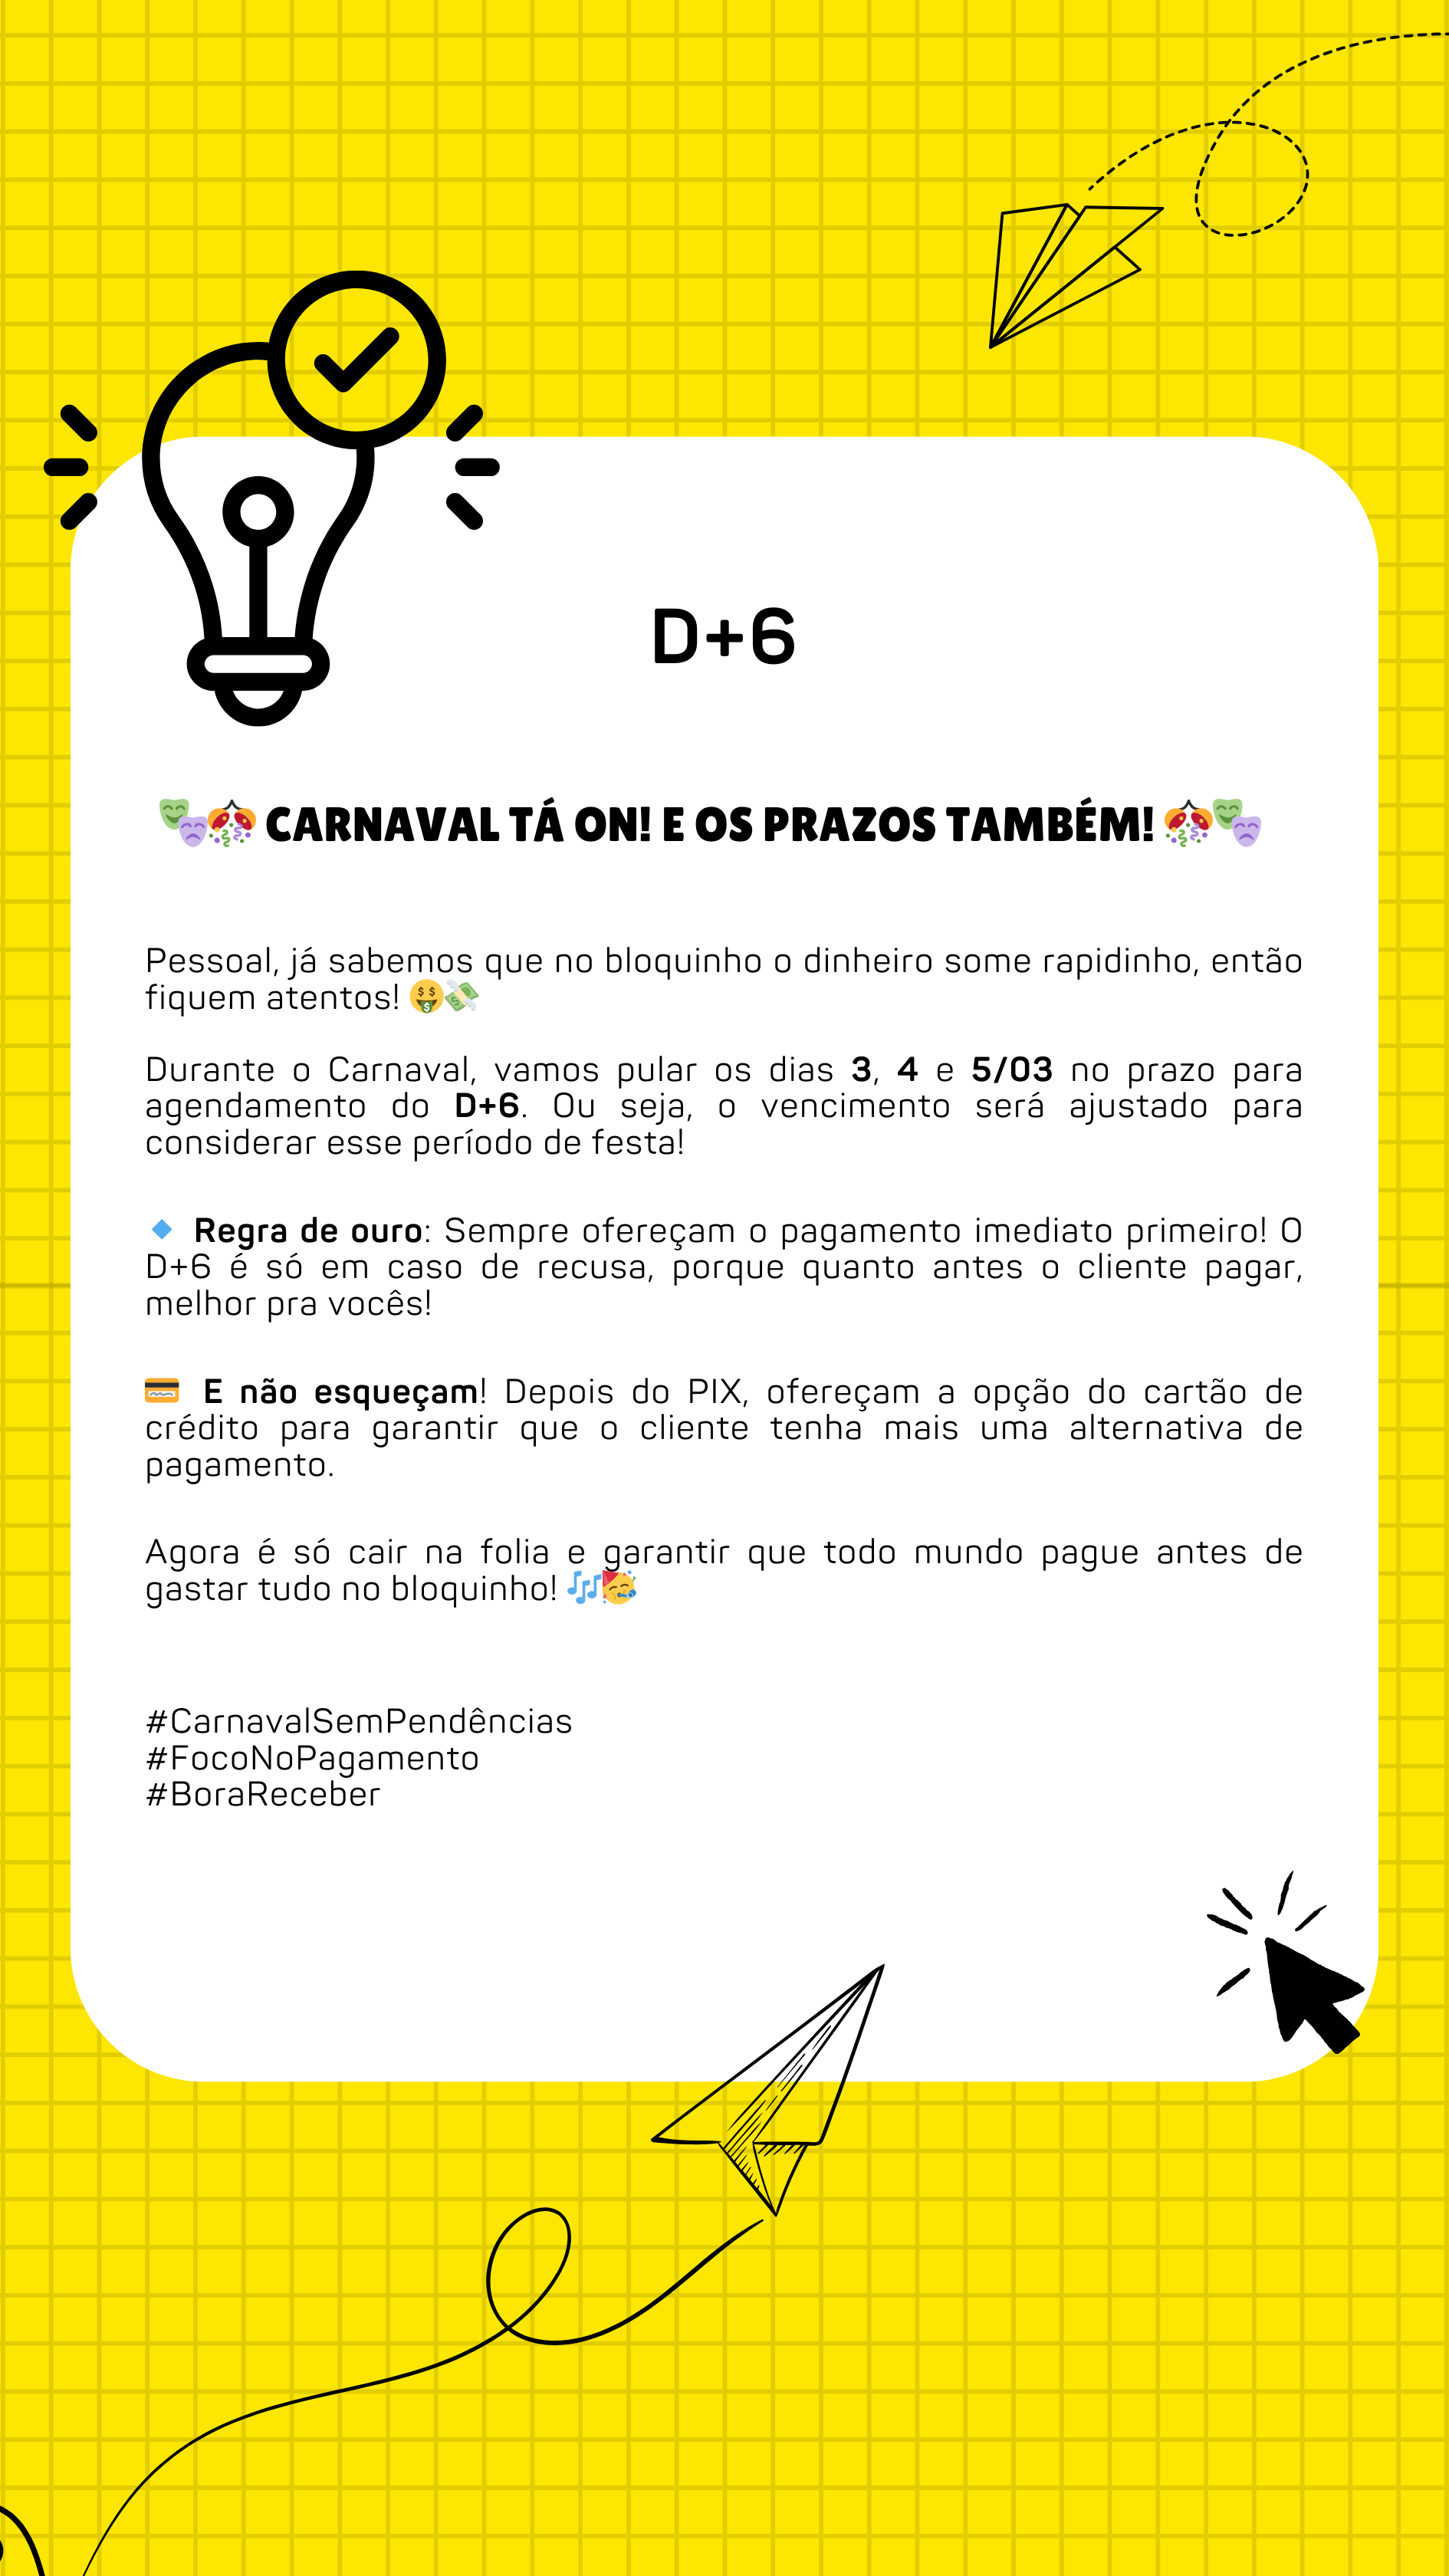 D+6
🎭🎊 CARNAVAL TÁ ON! E OS PRAZOS TAMBÉM! 🎊🎭
Pessoal, já sabemos que no bloquinho o dinheiro some rapidinho, então
fiquem atentos! 🤑💸
Durante o Carnaval, vamos pular os dias 3, 4 e 5/03 no prazo para
agendamento do D+6. Ou seja, o vencimento será ajustado para
considerar esse período de festa!
🔹 Regra de ouro: Sempre ofereçam o pagamento imediato primeiro! O
D+6 é só em caso de recusa, porque quanto antes o cliente pagar,
melhor pra vocês!
💳 E não esqueçam! Depois do PIX, ofereçam a opção do cartão de
crédito para garantir que o cliente tenha mais uma alternativa de
pagamento.
Agora é só cair na folia e garantir que todo mundo pague antes de
gastar tudo no bloquinho! 🎶🥳
#CarnavalSemPendências
#FocoNoPagamento
#BoraReceber